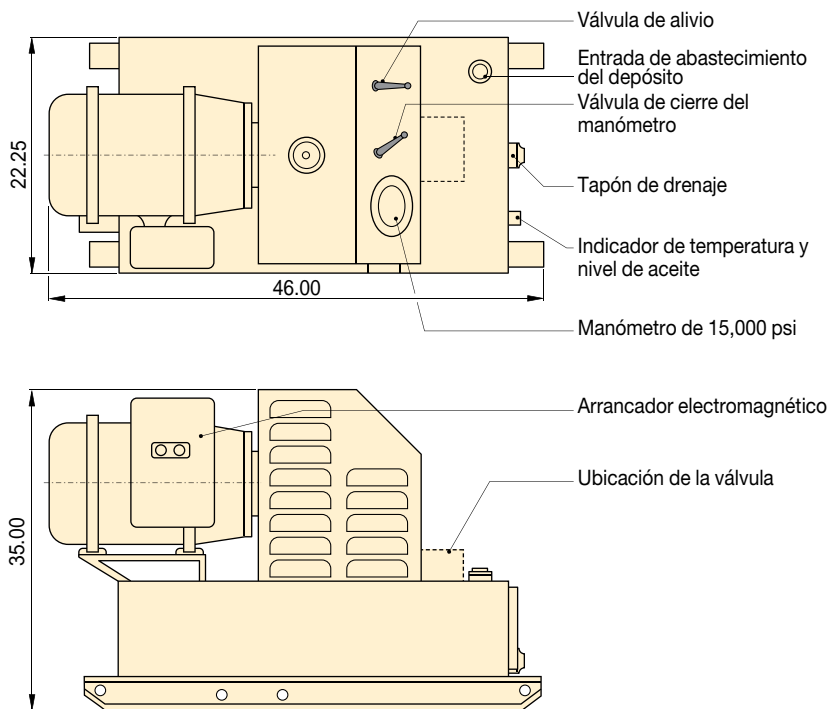 Válvula de alivio
Entrada de abastecimiento
del depósito
Válvula de cierre del
manómetro
22.25
Tapón de drenaje
Indicador de temperatura y
nivel de aceite
46.00
Manómetro de 15,000 psi
Arrancador electromagnético
Ubicación de la válvula
35.00